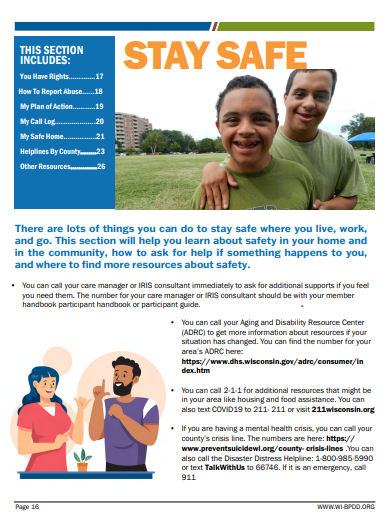 THIS SECTION
INCLUDES:
You Have Rights................17
How To Report Abuse......18
My Plan of Action.............19
My Call Log.......................20
My Safe Home..................21
Helplines By County..........23
Other Resources...............26
STAY SAFE
There are lots of things you can do to stay safe where you live, work,
and go. This section will help you learn about safety in your home and
in the community, how to ask for help if something happens to you,
and where to find more resources about safety.
• You can call your care manager or IRIS consultant immediately to ask for additional supports if you feel
you need them. The number for your care manager or IRIS consultant should be with your member
handbook participant handbook or participant guide.
• You can call your Aging and Disability Resource Center
(ADRC) to get more information about resources if your
situation has changed. You can find the number for your
area's ADRC here:
https://www.dhs.wisconsin.gov/adrc/consumer/in
dex.htm
• You can call 2-1-1 for additional resources that might be
in your area like housing and food assistance. You can
also text COVID19 to 211- 211 or visit 211wisconsin.org
• If you are having a mental health crisis, you can call your
county's crisis line. The numbers are here: https://
www.preventsuicidewi.org/county- crisis-lines .You can
also call the Disaster Distress Helpline: 1-800-985-5990
or text TalkWithUs to 66746. If it is an emergency, call
911
Page 16
WWW.WI-BPDD.ORG